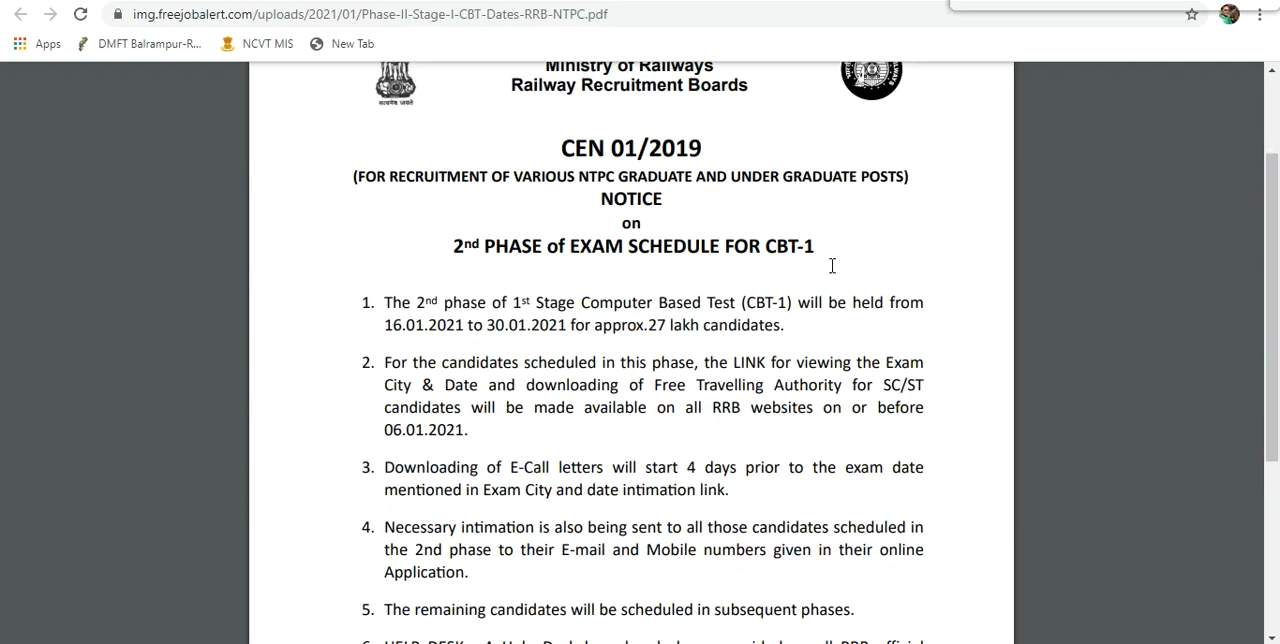 img.freejobalert.com/uploads/2021/01/Phase-II-Stage-I-CBT-Dates-RRB-NTPC.pdf
Apps DMFT Balrampur-R... NCVT MIS New Tab
Ministry of Railways
Railway Recruitment Boards
सत्यमेव जयते
CEN 01/2019
(FOR RECRUITMENT OF VARIOUS NTPC GRADUATE AND UNDER GRADUATE POSTS)
NOTICE
on
2nd PHASE of EXAM SCHEDULE FOR CBT-1
1. The 2nd phase of 1st Stage Computer Based Test (CBT-1) will be held from
16.01.2021 to 30.01.2021 for approx.27 lakh candidates.
2. For the candidates scheduled in this phase, the LINK for viewing the Exam
City & Date and downloading of Free Travelling Authority for SC/ST
candidates will be made available on all RRB websites on or before
06.01.2021.
3. Downloading of E-Call letters will start 4 days prior to the exam date
mentioned in Exam City and date intimation link.
4. Necessary intimation is also being sent to all those candidates scheduled in
the 2nd phase to their E-mail and Mobile numbers given in their online
Application.
5. The remaining candidates will be scheduled in subsequent phases.